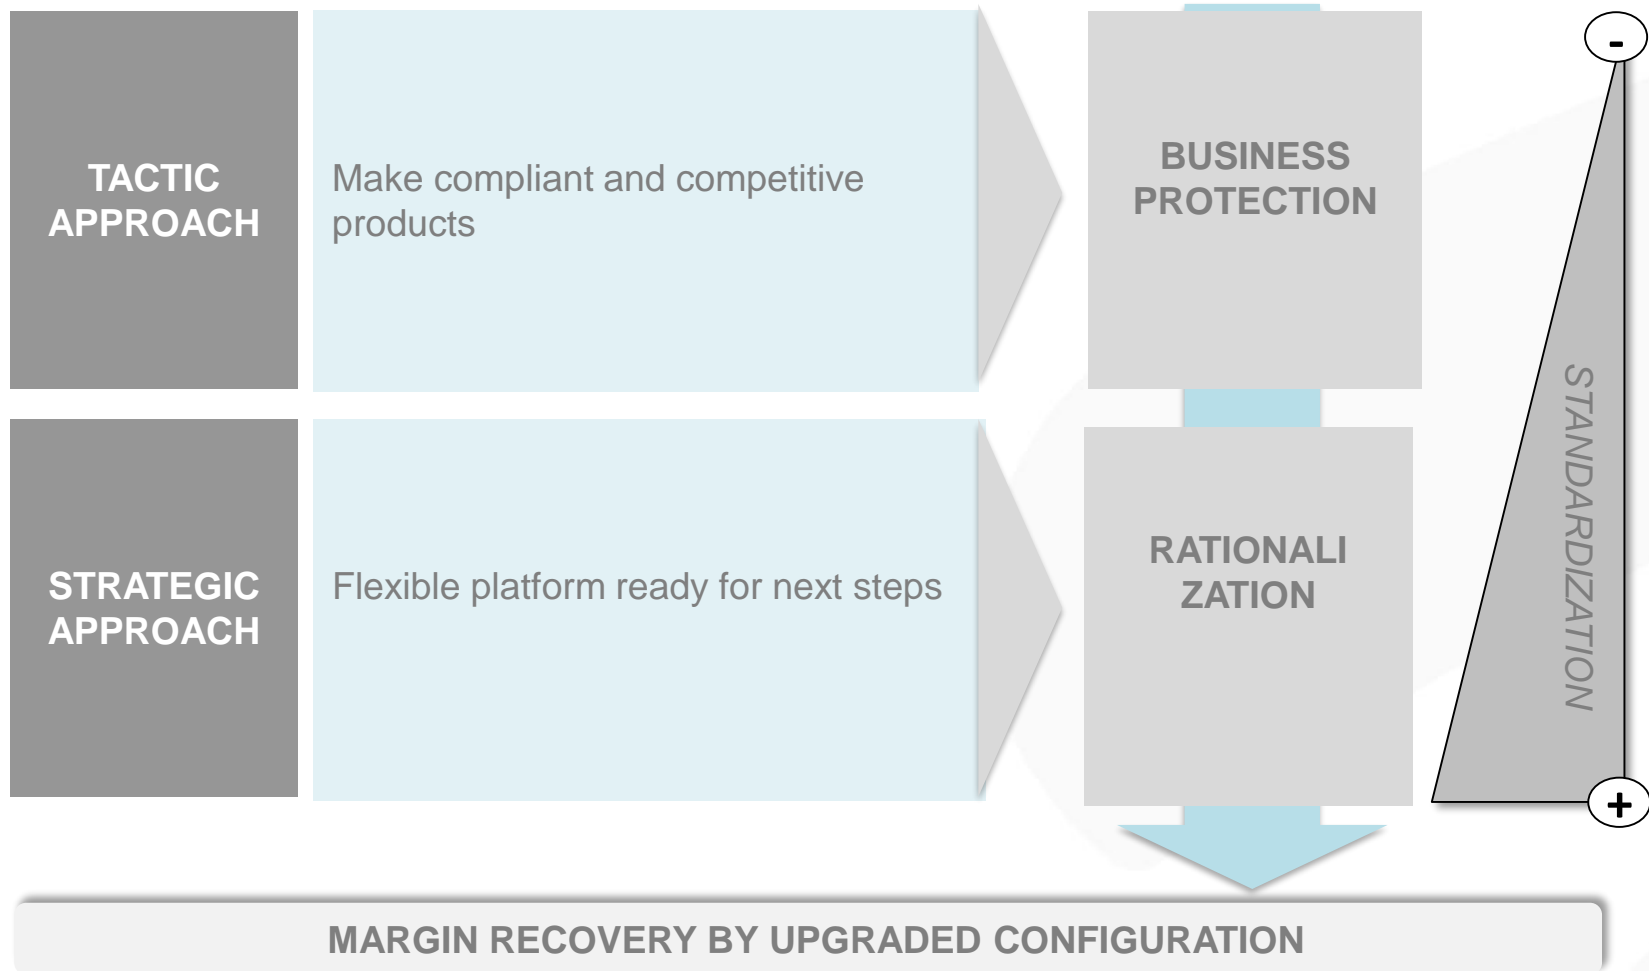 TACTIC
APPROACH
Make compliant and competitive
products
BUSINESS
PROTECTION
-
STANDARDIZATION
STRATEGIC
APPROACH
Flexible platform ready for next steps
RATIONALI
ZATION
+
MARGIN RECOVERY BY UPGRADED CONFIGURATION